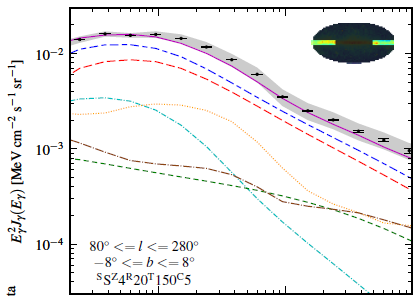 10⁻²
10⁻³
10⁻⁴
E²γJγ(Eγ) [MeV cm⁻² s⁻¹ sr⁻¹]
80° <= l <= 280°
−8° <= b <= 8°
ˢSᶻ4ᴿ20ᵀ150ᶜ5
ta